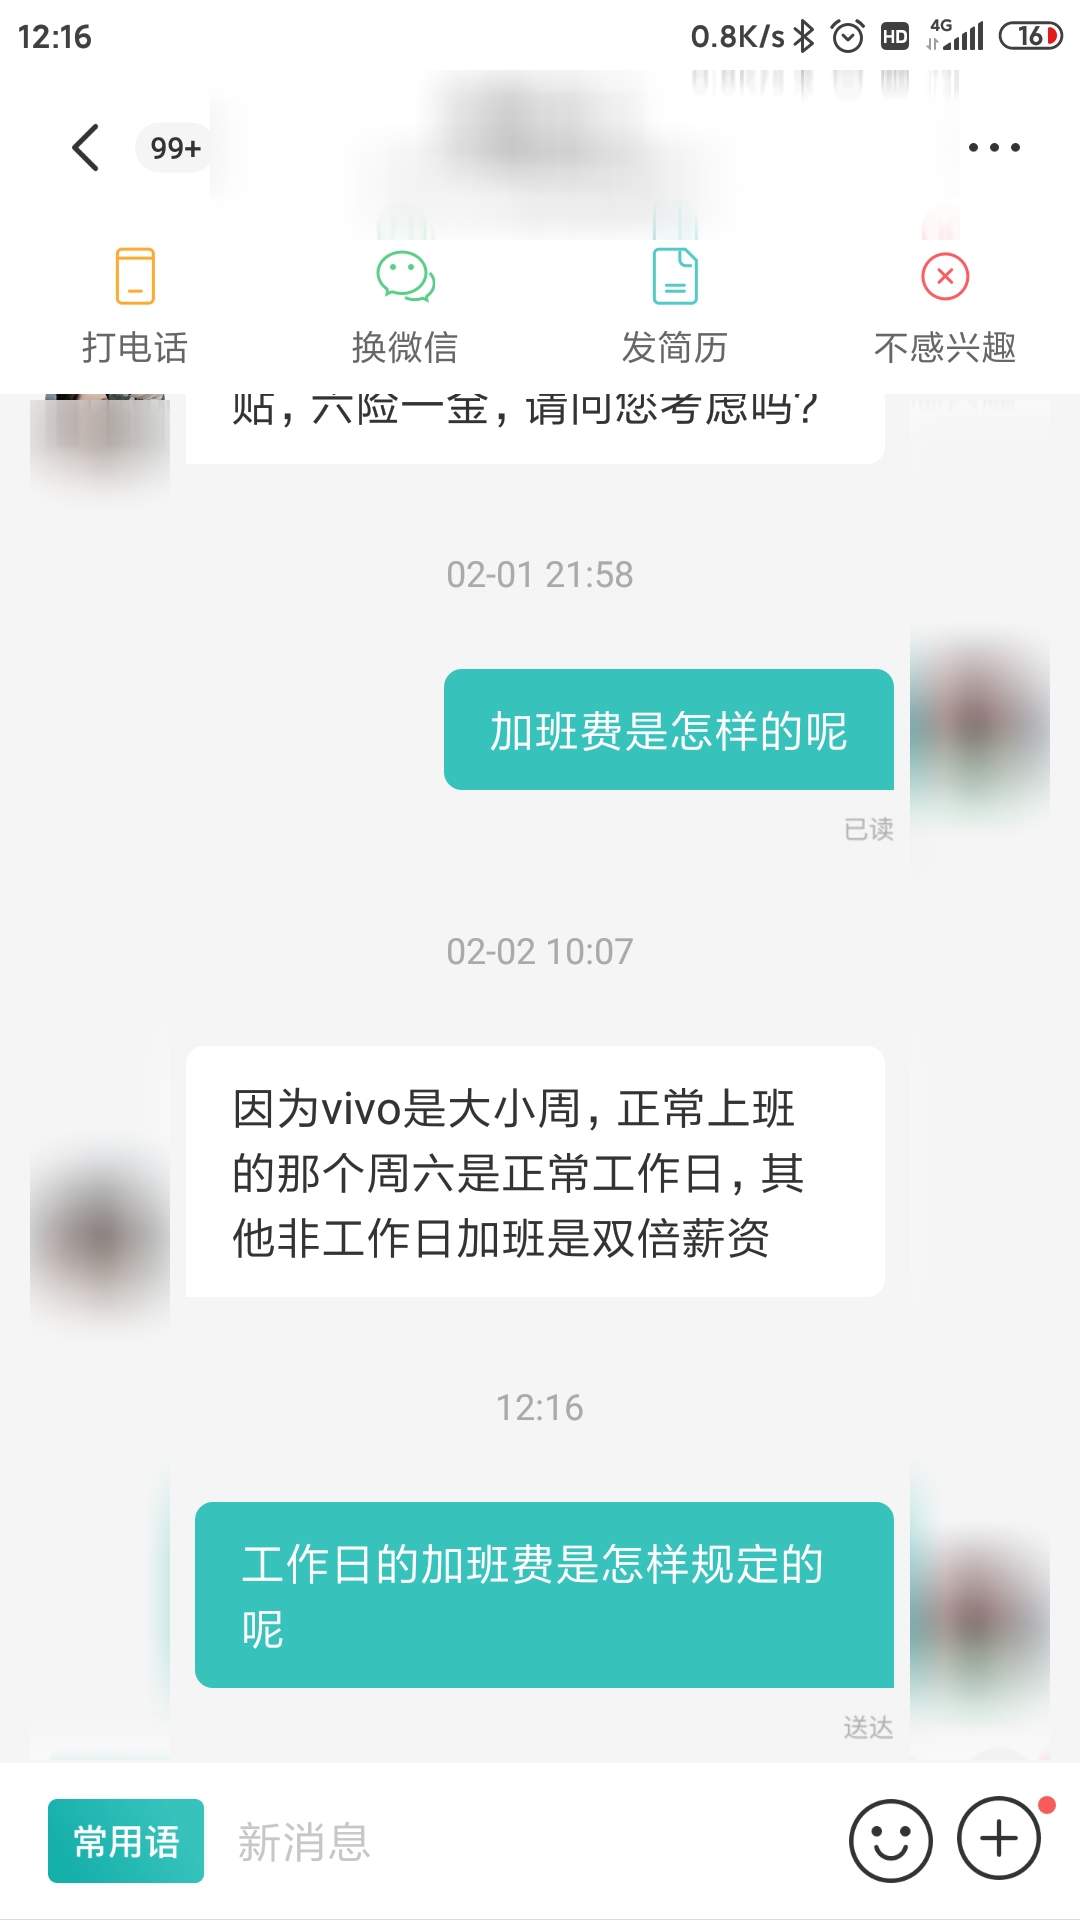 12:16
0.8K/s
HD
4G
16
99+
打电话
换微信
发简历
不感兴趣
贴，六险一金，请问您考虑吗？
02-01 21:58
加班费是怎样的呢
已读
02-02 10:07
因为vivo是大小周，正常上班
的那个周六是正常工作日，其
他非工作日加班是双倍薪资
12:16
工作日的加班费是怎样规定的
呢
送达
常用语
新消息